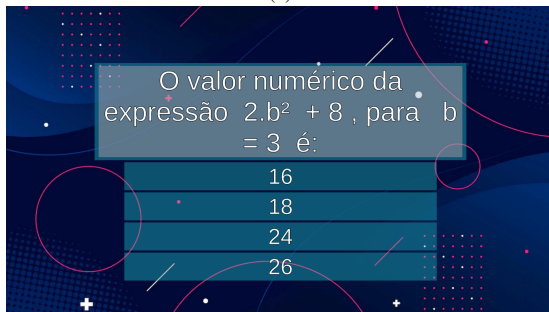 O valor numérico da
expressão 2.b² + 8 , para b
= 3 é:
16
18
24
26